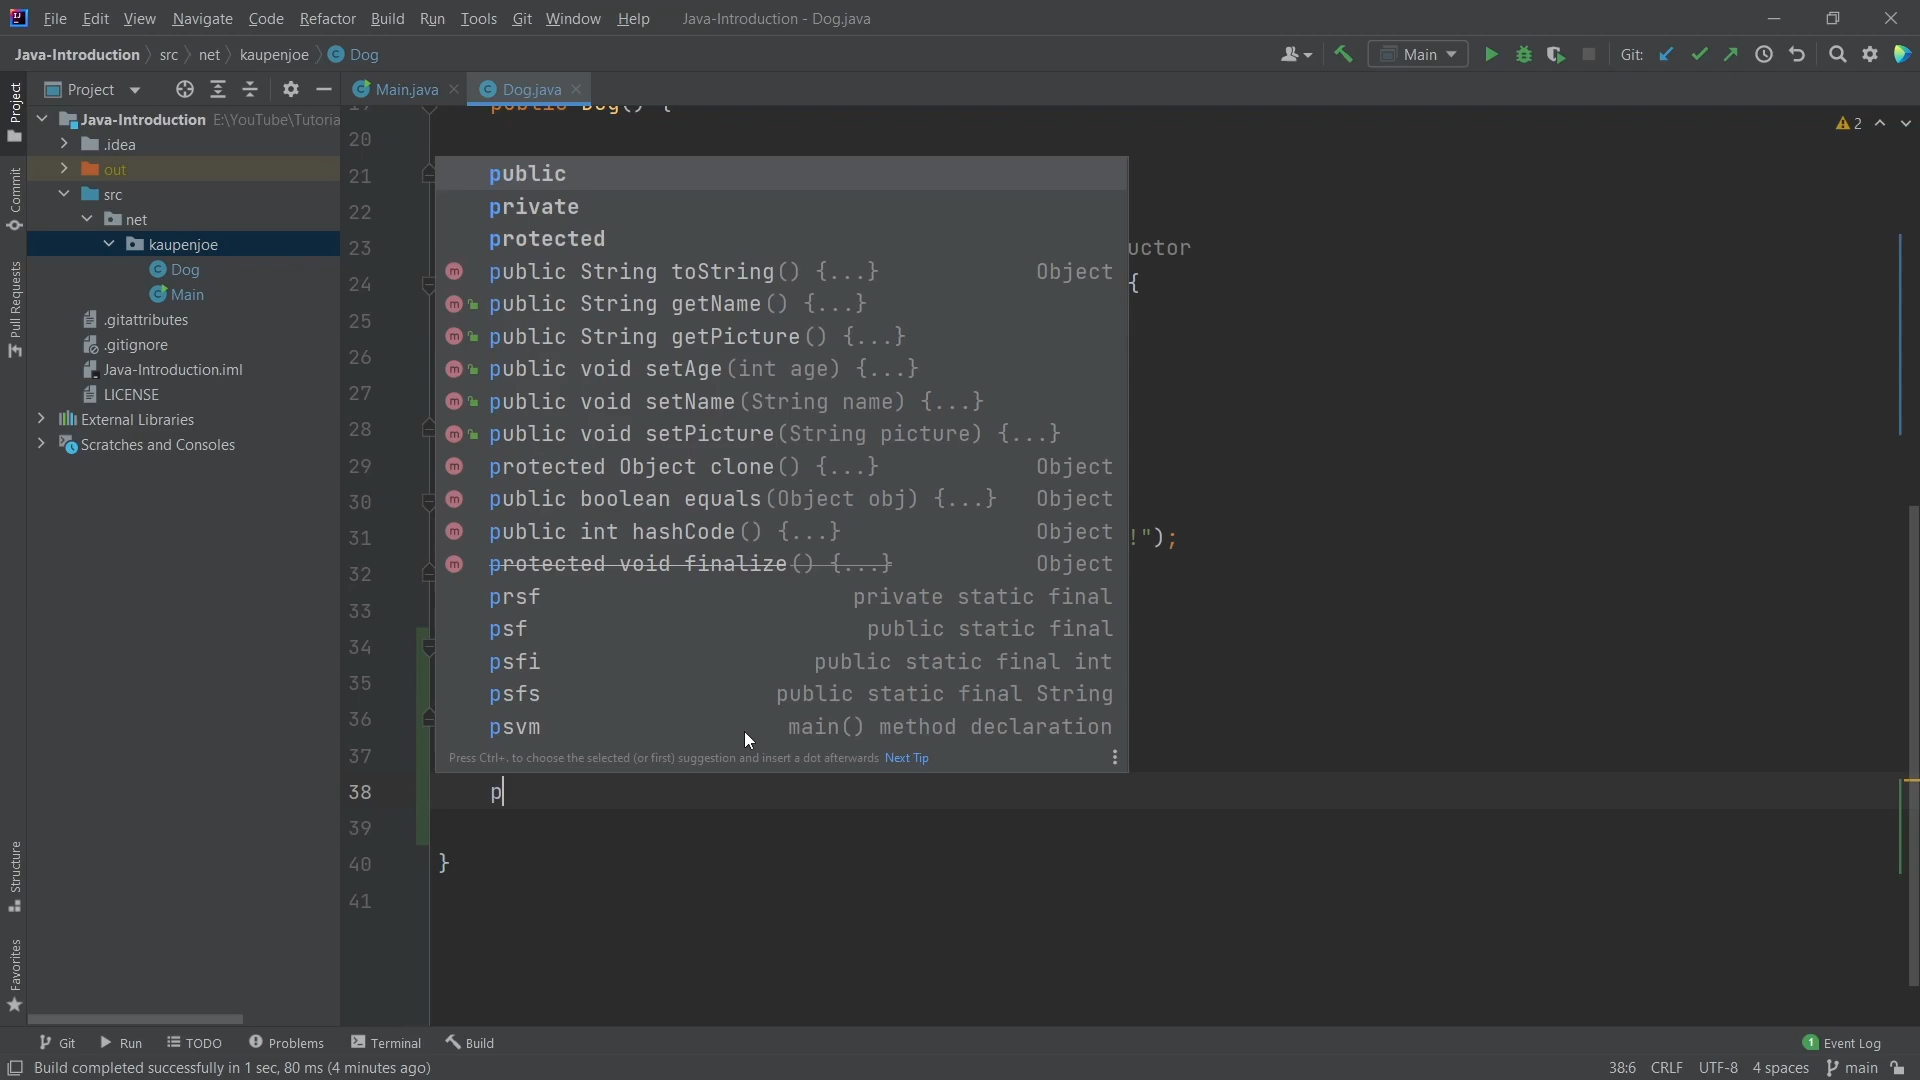 File Edit View Navigate Code Refactor Build Run Tools Git Window Help Java-Introduction - Dog.java
Java-Introduction src net kaupenjoe Dog Main Git:
Project Main.java Dog.java
Project
Commit
Pull Requests
Structure
Favorites
Java-Introduction E:\YouTube\Tutoria
.idea
out
src
net
kaupenjoe
Dog
Main
.gitattributes
.gitignore
Java-Introduction.iml
LICENSE
External Libraries
Scratches and Consoles
public Dog() {
2
20
21
22
23 uctor
24 {
25
26
27
28
29
30
31 !");
32
33
34
35
36
37
38 p
39
40 }
41
public
private
protected
public String toString() {...} Object
public String getName() {...}
public String getPicture() {...}
public void setAge(int age) {...}
public void setName(String name) {...}
public void setPicture(String picture) {...}
protected Object clone() {...} Object
public boolean equals(Object obj) {...} Object
public int hashCode() {...} Object
protected void finalize() {...} Object
prsf private static final
psf public static final
psfi public static final int
psfs public static final String
psvm main() method declaration
Press Ctrl+. to choose the selected (or first) suggestion and insert a dot afterwards Next Tip
Git Run TODO Problems Terminal Build 1 Event Log
Build completed successfully in 1 sec, 80 ms (4 minutes ago) 38:6 CRLF UTF-8 4 spaces main